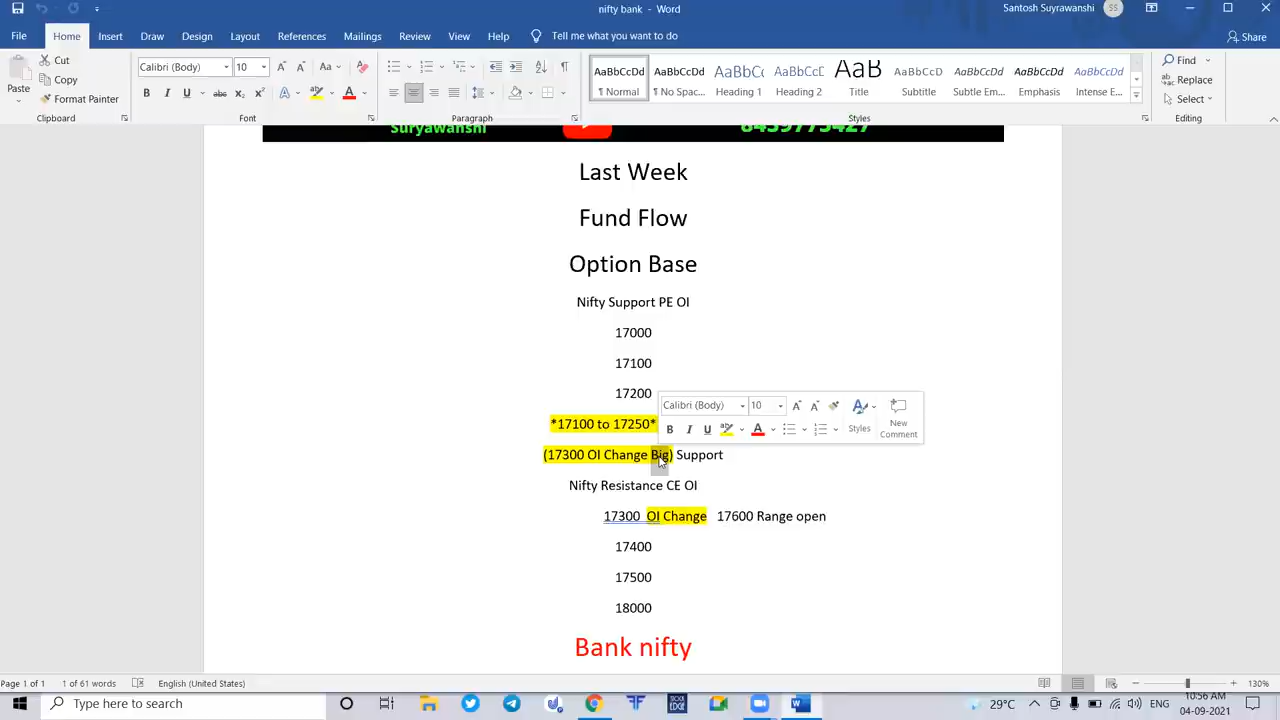 nifty - Word
Santosh Suryawanshi SS
File Home Insert Draw Design Layout References Mailings Review View Help Tell me what you want to do Share
Paste Cut Copy Format Painter
Calibri (Body) 10
AaBbCcDd AaBbCcDd AaBbCc AaBbCcD AaB AaBbCcD AaBbCcDd AaBbCcDd AaBbCcDd
¶ Normal ¶ No Spac... Heading 1 Heading 2 Title Subtitle Subtle Em... Emphasis Intense E...
Find
Replace
Select
Clipboard Font Paragraph Styles Editing
Suryawanshi 8459775427
Last Week
Fund Flow
Option Base
Nifty Support PE OI
17000
17100
17200
*17100 to 17250*
(17300 OI Change Big) Support
Calibri (Body) 10
Styles New Comment
Nifty Resistance CE OI
17300 OI Change 17600 Range open
17400
17500
18000
Bank nifty
Page 1 of 1 1 of 61 words English (United States) 130%
Type here to search
29°C ENG 10:56 AM
04-09-2021